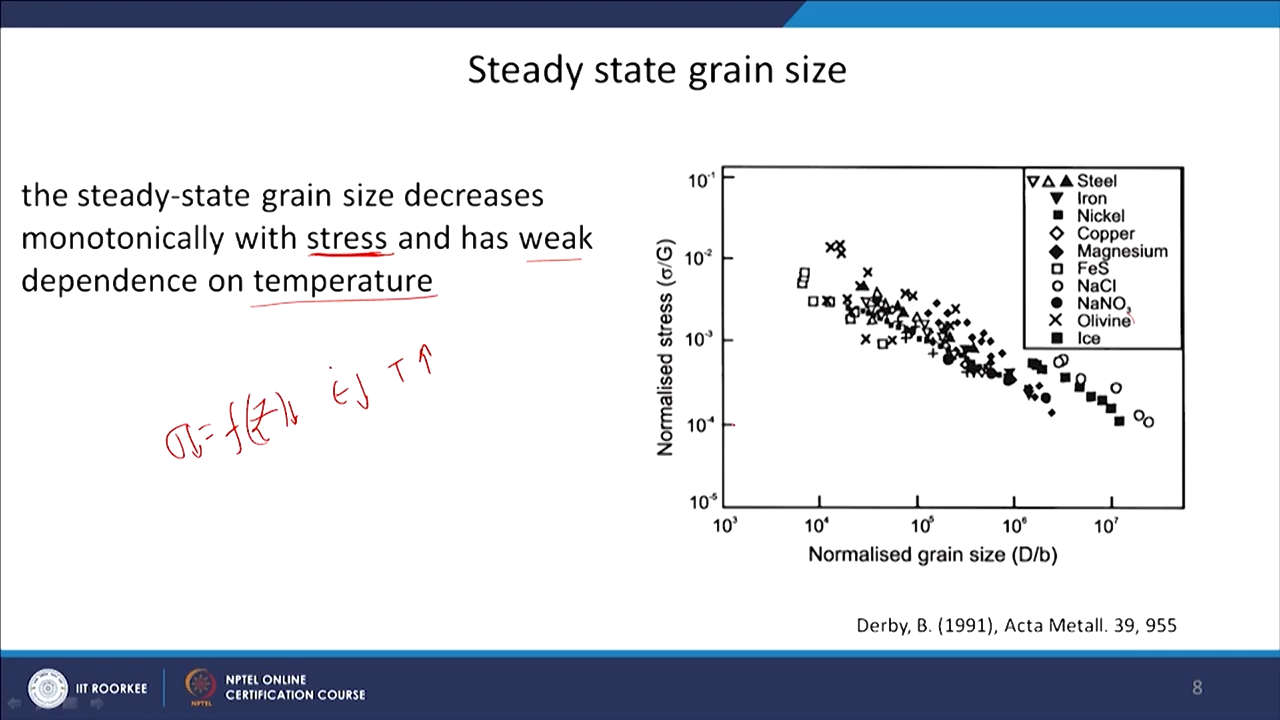 Steady state grain size
the steady-state grain size decreases
monotonically with stress and has weak
dependence on temperature
σ↓ = f(Z)↓ ε̇↓ T↑
10⁻¹
10⁻²
10⁻³
10⁻⁴
10⁻⁵
Normalised stress (σ/G)
Steel
Iron
Nickel
Copper
Magnesium
FeS
NaCl
NaNO₃
Olivine
Ice
10³ 10⁴ 10⁵ 10⁶ 10⁷
Normalised grain size (D/b)
Derby, B. (1991), Acta Metall. 39, 955
IIT ROORKEE
NPTEL
NPTEL ONLINE
CERTIFICATION COURSE
8